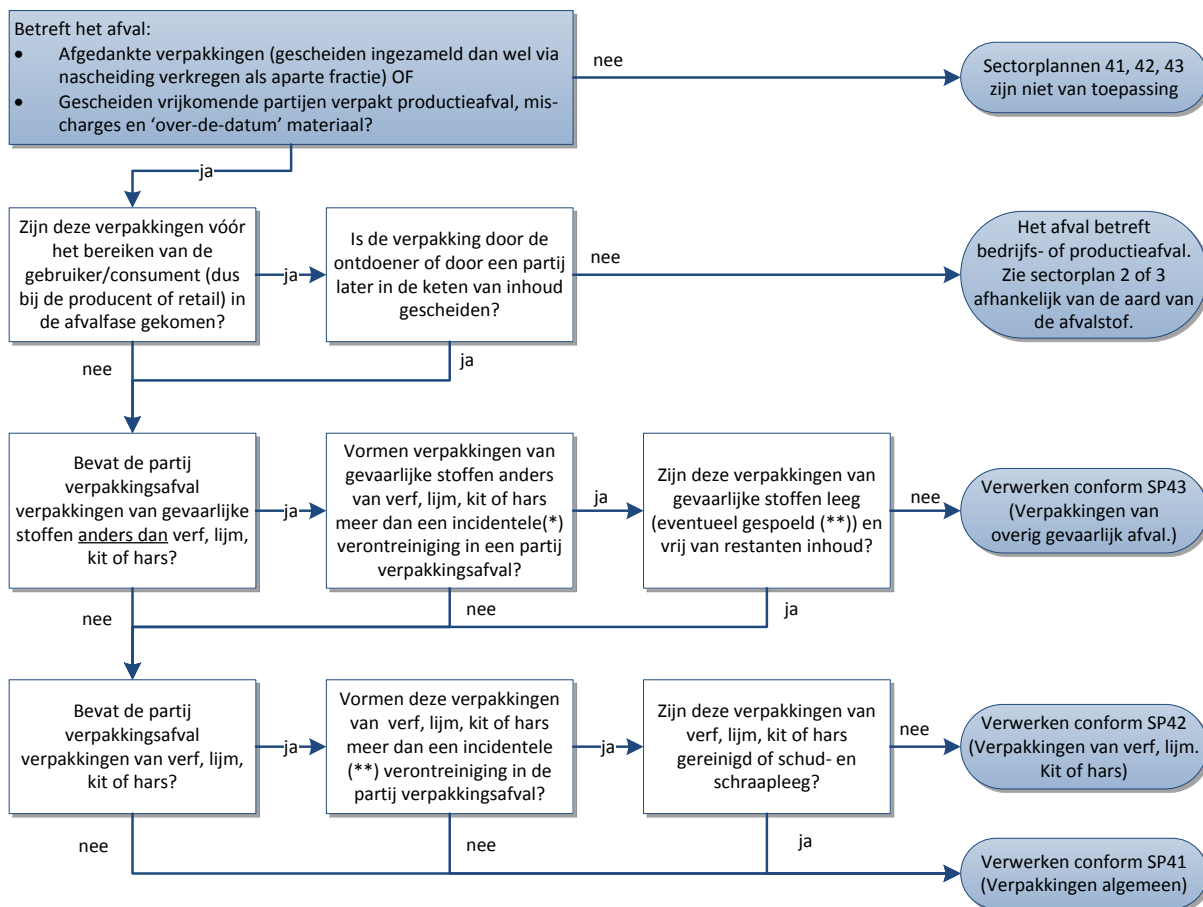 Betreft het afval:
• Afgedankte verpakkingen (gescheiden ingezameld dan wel via
nascheiding verkregen als aparte fractie) OF
• Gescheiden vrijkomende partijen verpakt productieafval, mis-
charges en ‘over-de-datum’ materiaal?
nee
Sectorplannen 41, 42, 43
zijn niet van toepassing
ja
Zijn deze verpakkingen vóór
het bereiken van de
gebruiker/consument (dus
bij de producent of retail) in
de afvalfase gekomen?
ja
Is de verpakking door de
ontdoener of door een partij
later in de keten van inhoud
gescheiden?
nee
Het afval betreft
bedrijfs- of productieafval.
Zie sectorplan 2 of 3
afhankelijk van de aard van
de afvalstof.
nee
ja
Bevat de partij
verpakkingsafval
verpakkingen van gevaarlijke
stoffen anders dan verf, lijm,
kit of hars?
ja
Vormen verpakkingen van
gevaarlijke stoffen anders
van verf, lijm, kit of hars
meer dan een incidentele(*)
verontreiniging in een partij
verpakkingsafval?
ja
Zijn deze verpakkingen van
gevaarlijke stoffen leeg
(eventueel gespoeld (**)) en
vrij van restanten inhoud?
nee
Verwerken conform SP43
(Verpakkingen van
overig gevaarlijk afval.)
nee
nee
ja
Bevat de partij
verpakkingsafval
verpakkingen van verf, lijm,
kit of hars?
ja
Vormen deze verpakkingen
van verf, lijm, kit of hars
meer dan een incidentele
(**) verontreiniging in de
partij verpakkingsafval?
ja
Zijn deze verpakkingen van
verf, lijm, kit of hars
gereinigd of schud- en
schraapleeg?
nee
Verwerken conform SP42
(Verpakkingen van verf, lijm.
Kit of hars)
nee
nee
ja
Verwerken conform SP41
(Verpakkingen algemeen)